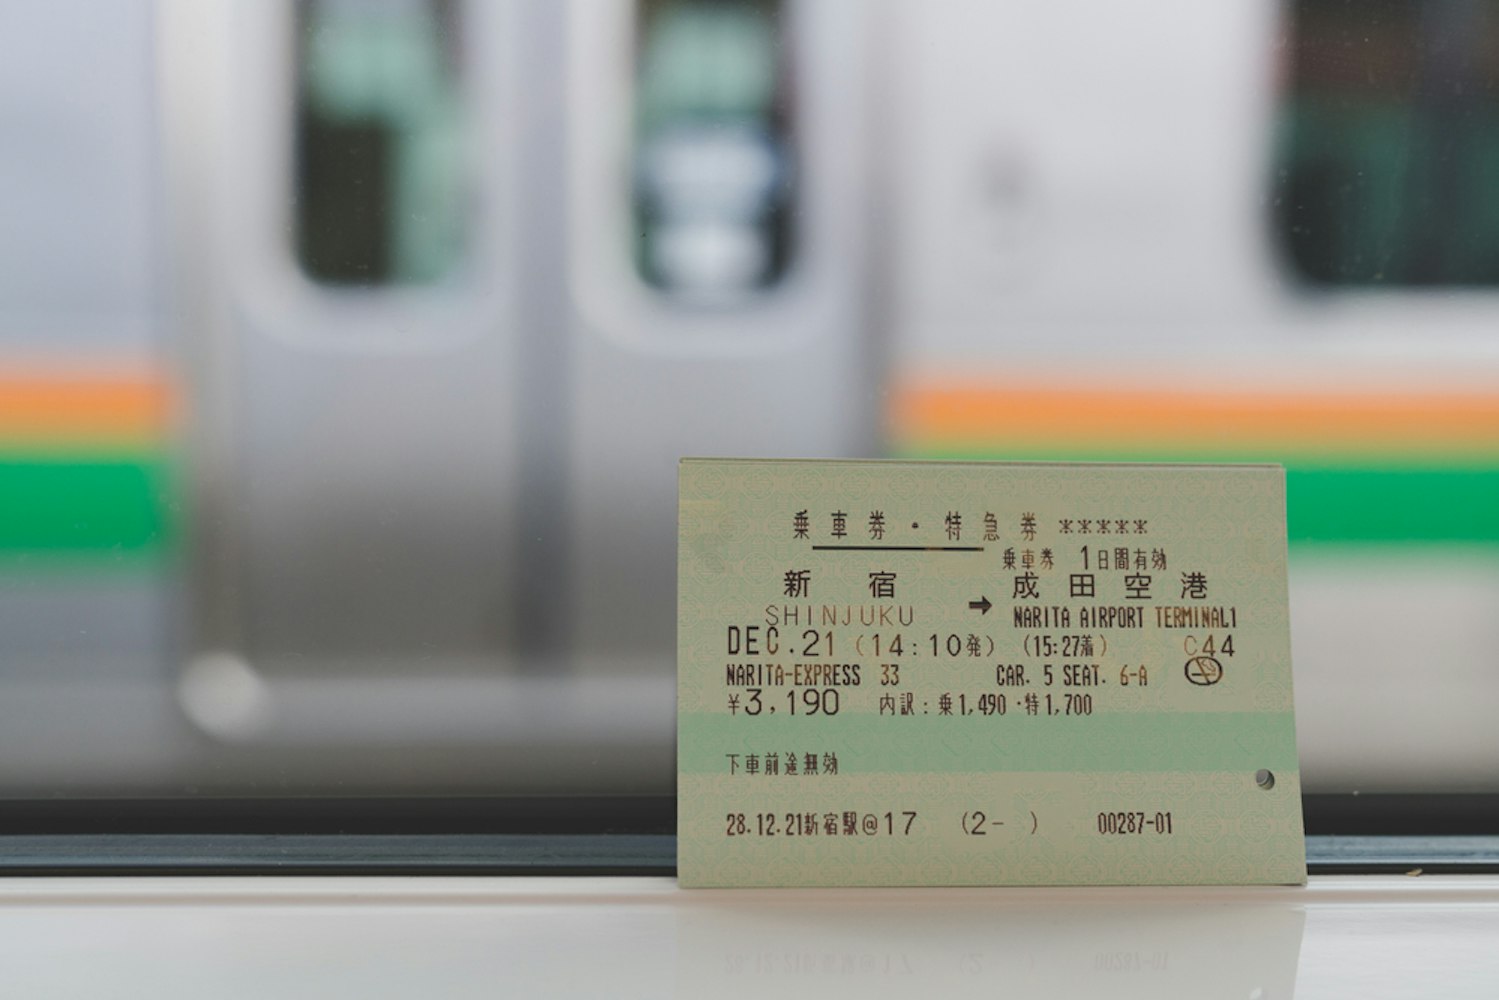 乗車券・特急券 *****
乗車券 1日間有効
新宿 → 成田空港
SHINJUKU NARITA AIRPORT TERMINAL1
DEC.21 (14:10発) (15:27着) C44
NARITA-EXPRESS 33 CAR. 5 SEAT. 6-A
¥3,190 内訳:乗1,490・特1,700
下車前途無効
28.12.21新宿駅@17 (2- ) 00287-01